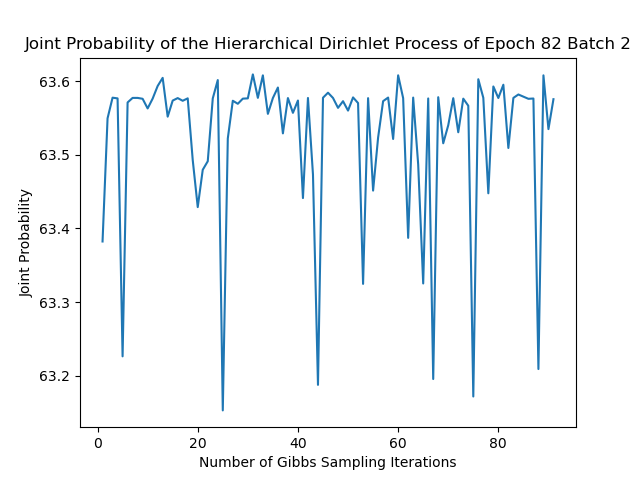 Joint Probability of the Hierarchical Dirichlet Process of Epoch 82 Batch 2
63.6
63.5
63.4
63.3
63.2
Joint Probability
0 20 40 60 80
Number of Gibbs Sampling Iterations